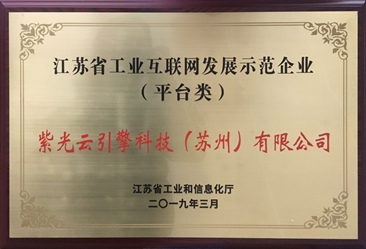 江苏省工业互联网发展示范企业
（平台类）
紫光云引擎科技（苏州）有限公司
江苏省工业和信息化厅
二〇一九年三月